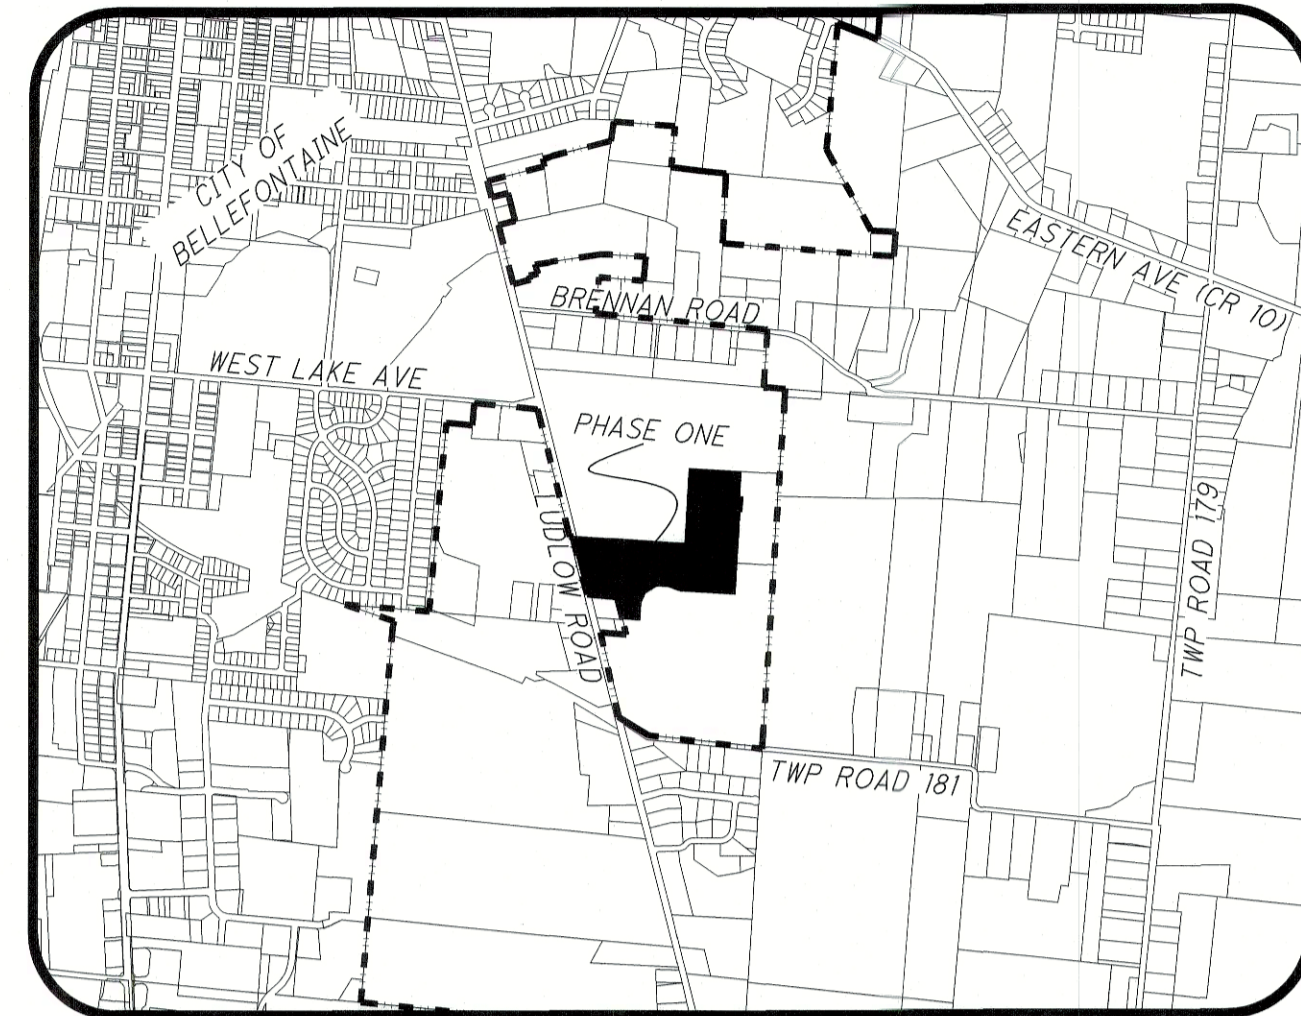 CITY OF
BELLEFONTAINE
EASTERN AVE (CR 10)
BRENNAN ROAD
WEST LAKE AVE
PHASE ONE
LUDLOW ROAD
TWP ROAD 179
TWP ROAD 181